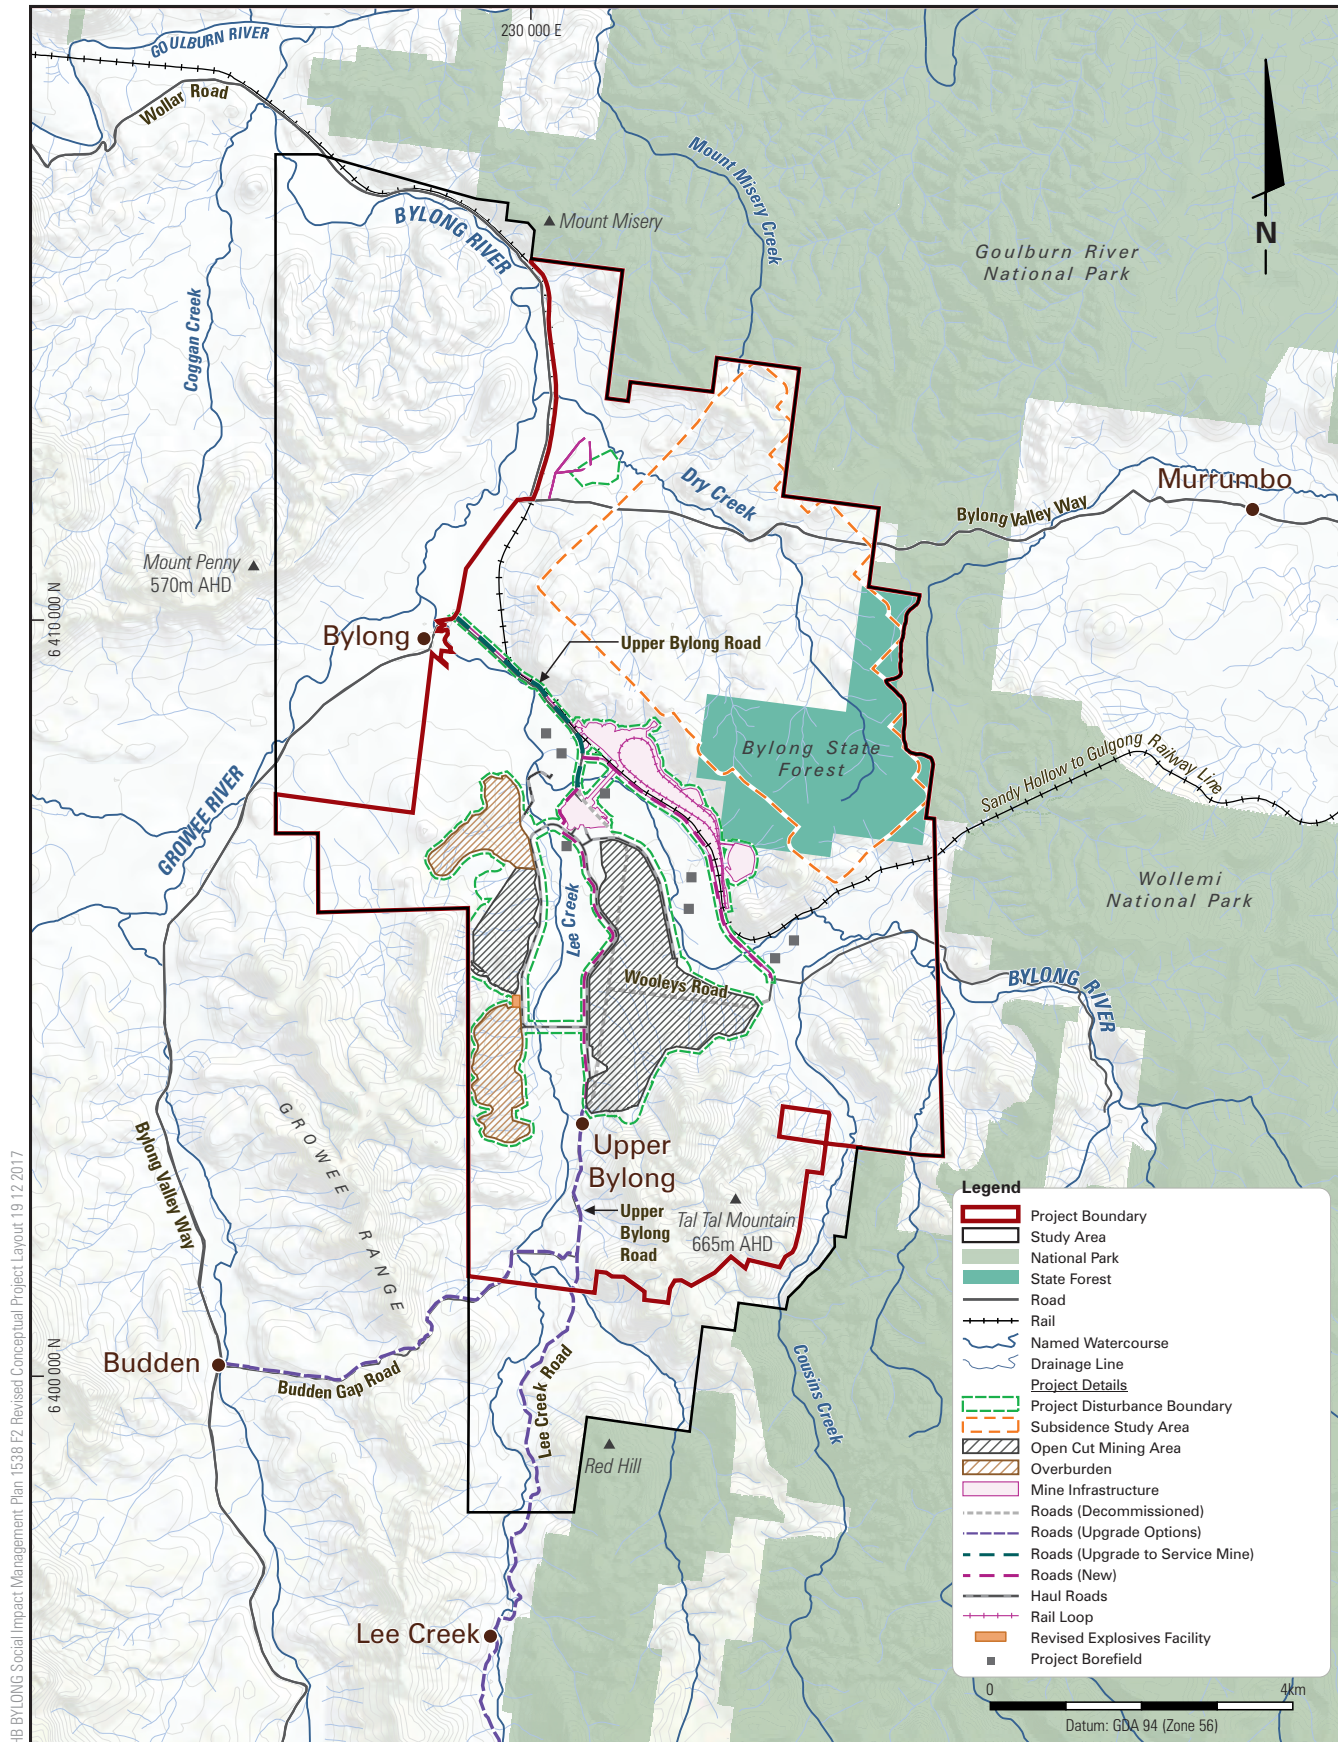 230 000 E
GOULBURN RIVER
Wollar Road
Mount Misery Creek
Mount Misery
BYLONG RIVER
Goulburn River
National Park
N
Coggan Creek
Dry Creek
Murrumbo
Bylong Valley Way
Mount Penny
570m AHD
6 410 000 N
Bylong
Upper Bylong Road
Bylong State
Forest
Sandy Hollow to Gulgong Railway Line
GROWEE RIVER
Wollemi
National Park
Lee Creek
Wooleys Road
BYLONG RIVER
GROWEE RANGE
Bylong Valley Way
Upper
Bylong
Upper
Bylong
Road
Tal Tal Mountain
665m AHD
Budden
Budden Gap Road
6 400 000 N
Lee Creek Road
Cousins Creek
Red Hill
Lee Creek
Legend
Project Boundary
Study Area
National Park
State Forest
Road
Rail
Named Watercourse
Drainage Line
Project Details
Project Disturbance Boundary
Subsidence Study Area
Open Cut Mining Area
Overburden
Mine Infrastructure
Roads (Decommissioned)
Roads (Upgrade Options)
Roads (Upgrade to Service Mine)
Roads (New)
Haul Roads
Rail Loop
Revised Explosives Facility
Project Borefield
0 4km
Datum: GDA 94 (Zone 56)
HB BYLONG Social Impact Management Plan 1538 F2 Revised Conceptual Project Layout 19 12 2017